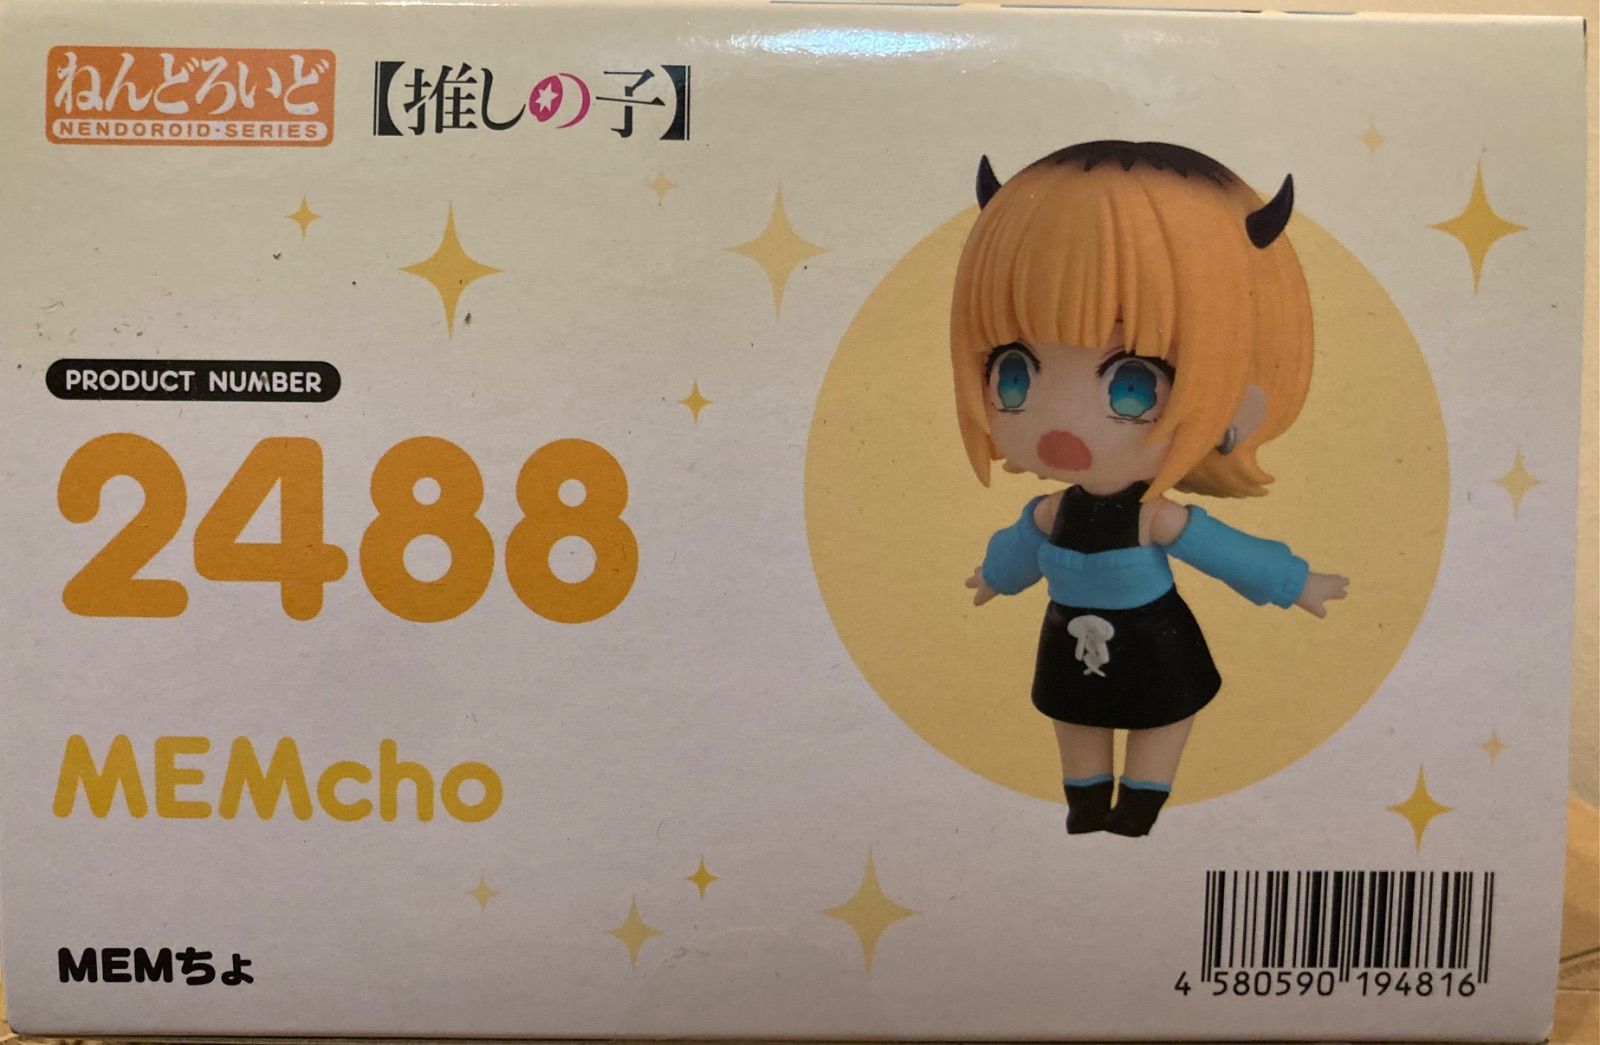 ねんどろいど
NENDOROID·SERIES
【推しの子】
PRODUCT NUMBER
2488
MEMcho
MEMちょ
4 580590 194816